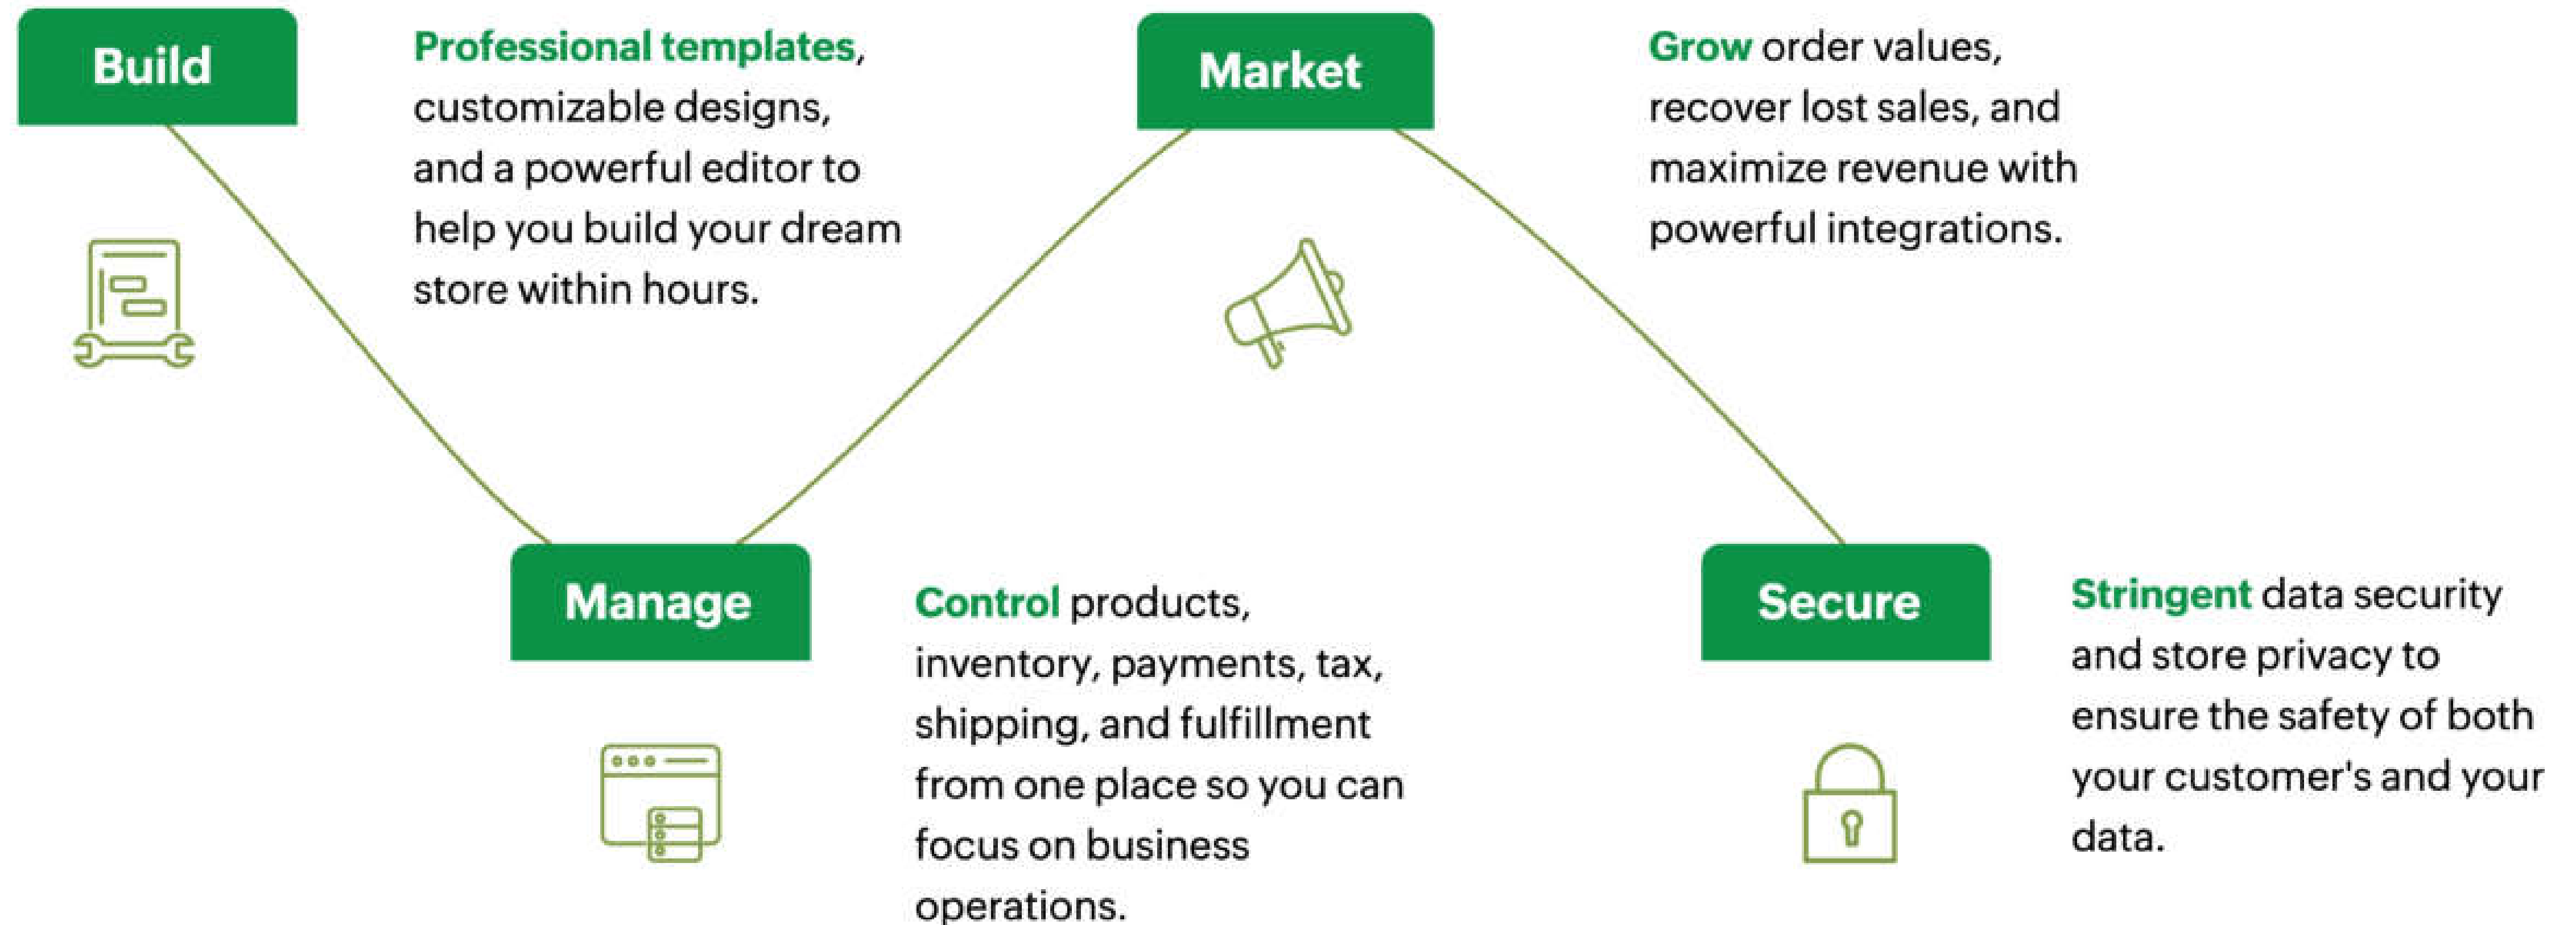 Build
Professional templates,
customizable designs,
and a powerful editor to
help you build your dream
store within hours.
Manage
Control products,
inventory, payments, tax,
shipping, and fulfillment
from one place so you can
focus on business
operations.
Market
Grow order values,
recover lost sales, and
maximize revenue with
powerful integrations.
Secure
Stringent data security
and store privacy to
ensure the safety of both
your customer's and your
data.